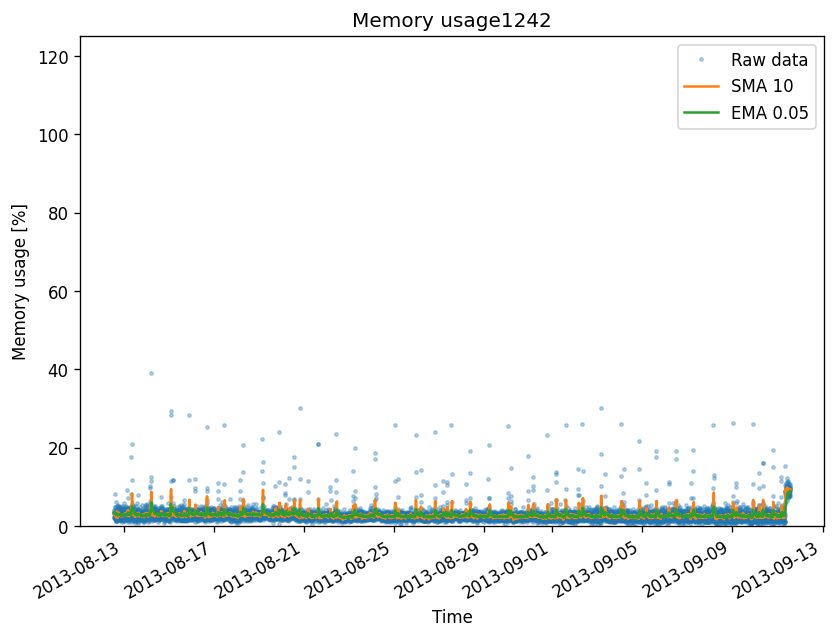 Memory usage1242
Raw data
SMA 10
EMA 0.05
Memory usage [%]
120
100
80
60
40
20
0
2013-08-13
2013-08-17
2013-08-21
2013-08-25
2013-08-29
2013-09-01
2013-09-05
2013-09-09
2013-09-13
Time